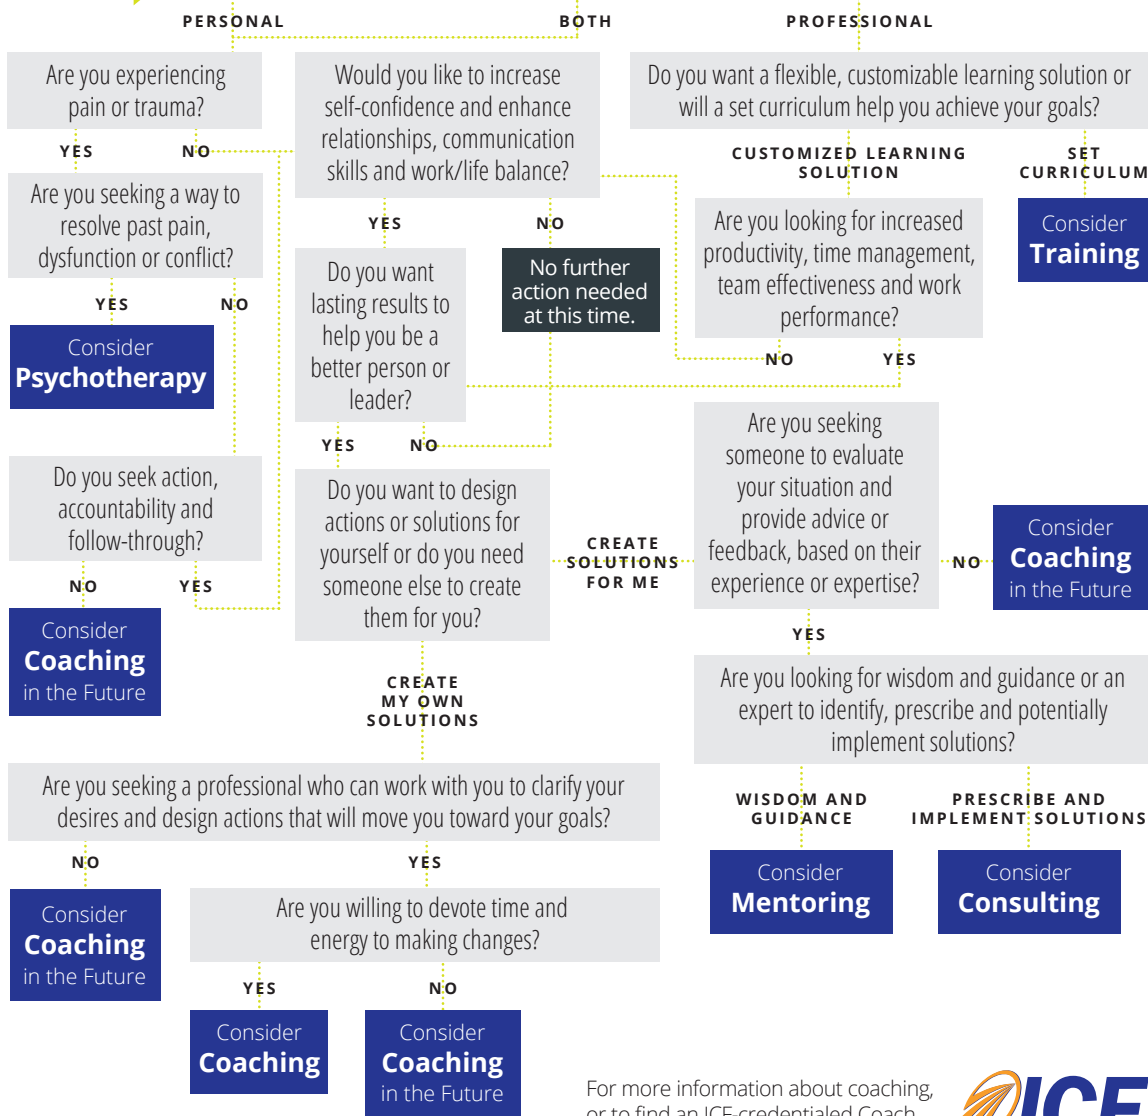 PERSONAL
BOTH
PROFESSIONAL
Are you experiencing
pain or trauma?
Would you like to increase
self-confidence and enhance
relationships, communication
skills and work/life balance?
Do you want a flexible, customizable learning solution or
will a set curriculum help you achieve your goals?
YES
NO
CUSTOMIZED LEARNING
SOLUTION
SET
CURRICULUM
Are you seeking a way to
resolve past pain,
dysfunction or conflict?
YES
NO
Are you looking for increased
productivity, time management,
team effectiveness and work
performance?
Consider
Training
Do you want
lasting results to
help you be a
better person or
leader?
No further
action needed
at this time.
YES
NO
Consider
Psychotherapy
NO
YES
Are you seeking
someone to evaluate
your situation and
provide advice or
feedback, based on their
experience or expertise?
YES
NO
Do you seek action,
accountability and
follow-through?
Do you want to design
actions or solutions for
yourself or do you need
someone else to create
them for you?
CREATE
SOLUTIONS
FOR ME
NO
Consider
Coaching
in the Future
NO
YES
Consider
Coaching
in the Future
YES
CREATE
MY OWN
SOLUTIONS
Are you looking for wisdom and guidance or an
expert to identify, prescribe and potentially
implement solutions?
Are you seeking a professional who can work with you to clarify your
desires and design actions that will move you toward your goals?
WISDOM AND
GUIDANCE
PRESCRIBE AND
IMPLEMENT SOLUTIONS
NO
YES
Consider
Mentoring
Consider
Consulting
Consider
Coaching
in the Future
Are you willing to devote time and
energy to making changes?
YES
NO
Consider
Coaching
Consider
Coaching
in the Future
For more information about coaching,
or to find an ICF-credentialed Coach
ICF